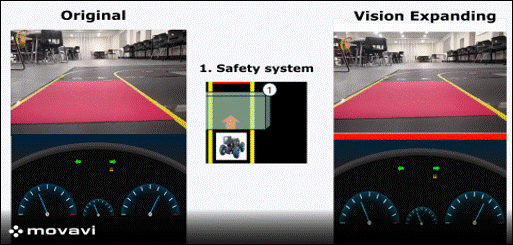 Original
Vision Expanding
1. Safety system
1
movavi